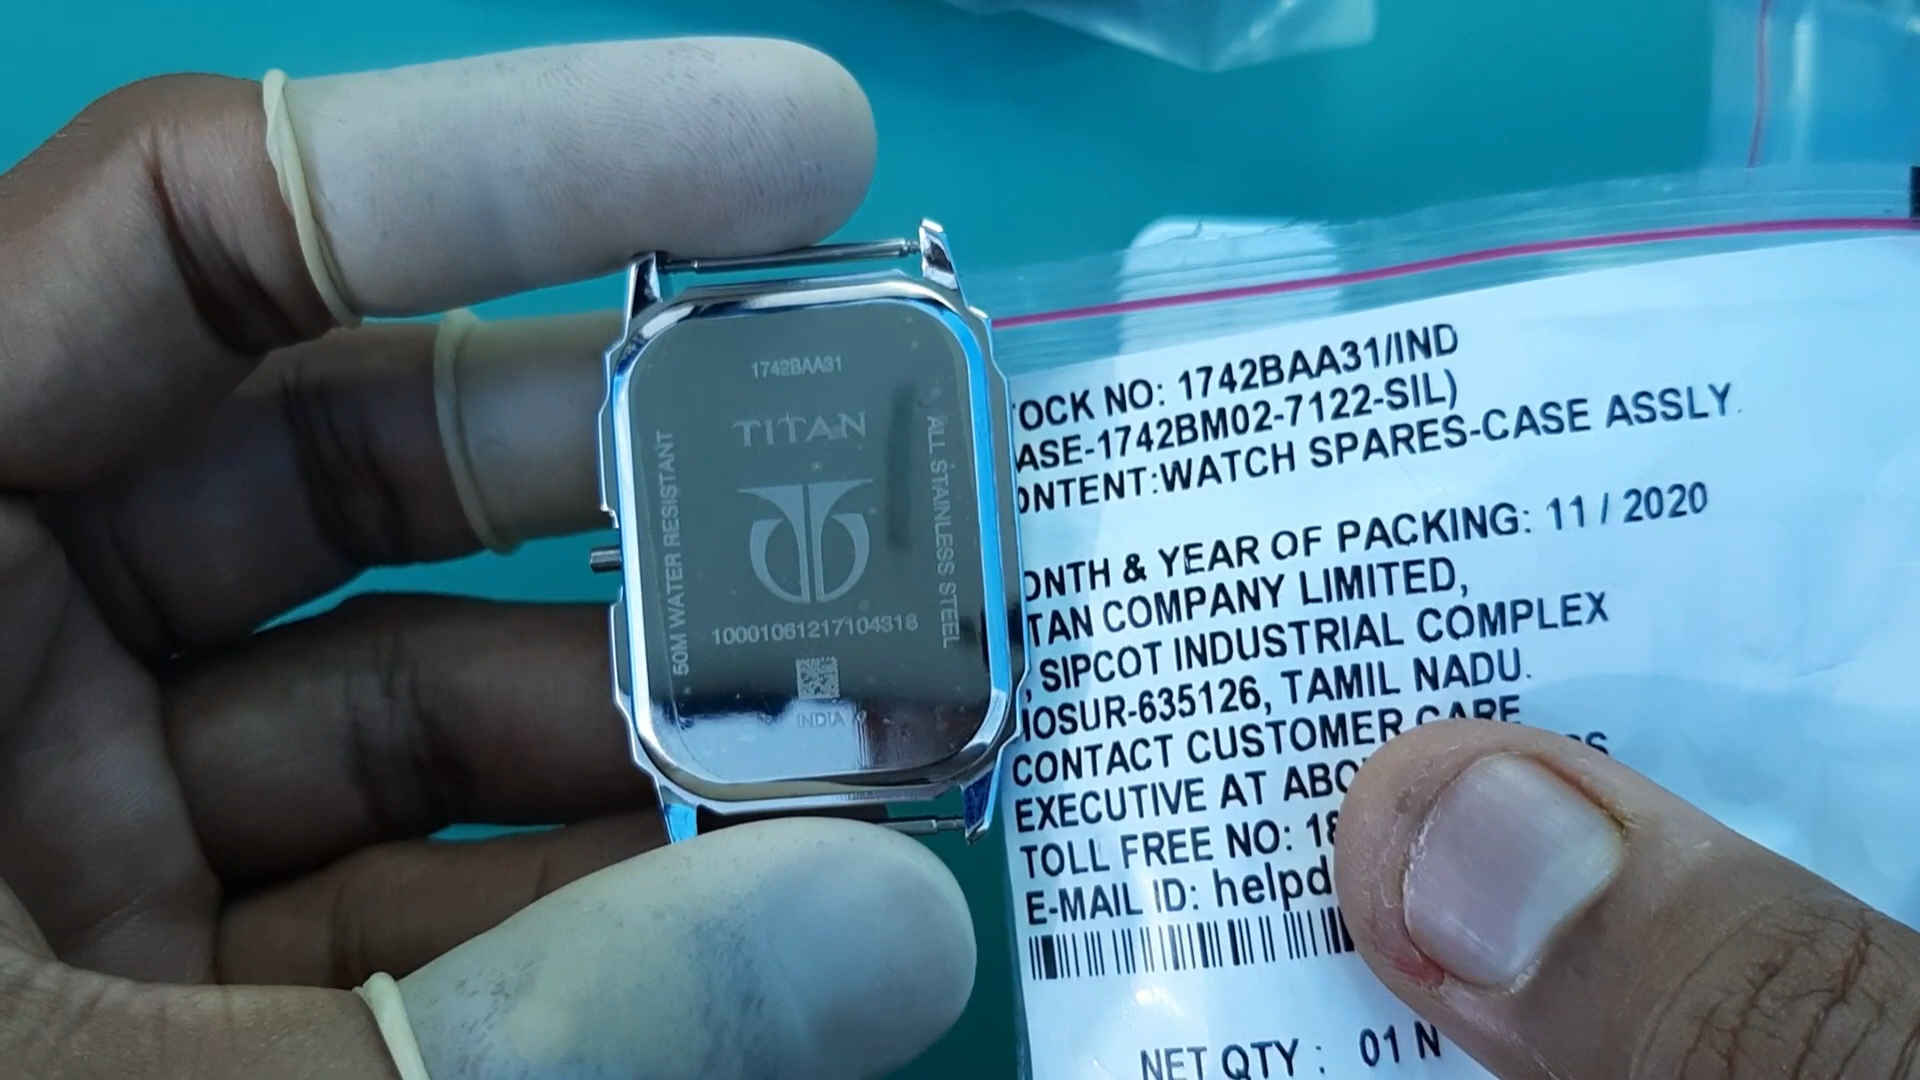 1742BAA31
TITAN
50M WATER RESISTANT
ALL STAINLESS STEEL
10001061217104318
INDIA
OCK NO: 1742BAA31/IND
ASE-1742BM02-7122-SIL)
ONTENT:WATCH SPARES-CASE ASSLY.
ONTH & YEAR OF PACKING: 11 / 2020
TAN COMPANY LIMITED,
, SIPCOT INDUSTRIAL COMPLEX
IOSUR-635126, TAMIL NADU.
CONTACT CUSTOMER CARE
EXECUTIVE AT ABO
TOLL FREE NO: 18
E-MAIL ID: helpd
NET QTY : 01 N